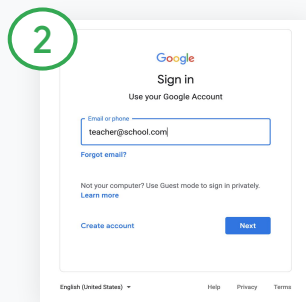 2
Google
Sign in
Use your Google Account
Email or phone
teacher@school.com
Forgot email?
Not your computer? Use Guest mode to sign in privately.
Learn more
Create account
Next
English (United States)
Help
Privacy
Terms